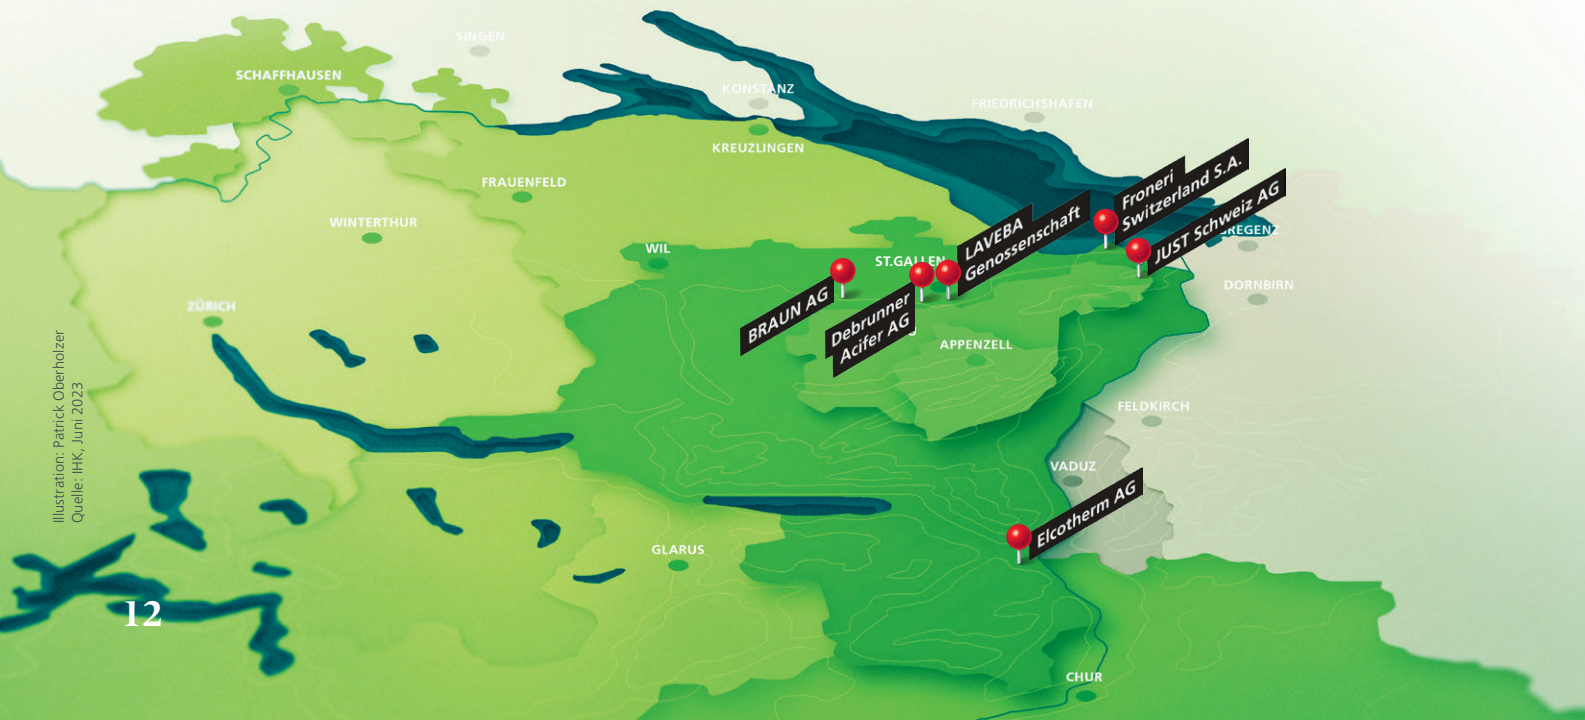 SINGEN
SCHAFFHAUSEN
KONSTANZ
FRIEDRICHSHAFEN
KREUZLINGEN
FRAUENFELD
WINTERTHUR
WIL
ST.GALLEN
Froneri
Switzerland S.A.
JUST Schweiz AG
LAVEBA
Genossenschaft
BREGENZ
DORNBIRN
BRAUN AG
Debrunner
Acifer AG
ZÜRICH
APPENZELL
FELDKIRCH
VADUZ
Elcotherm AG
GLARUS
CHUR
Illustration: Patrick Oberholzer
Quelle: IHK, Juni 2023
12